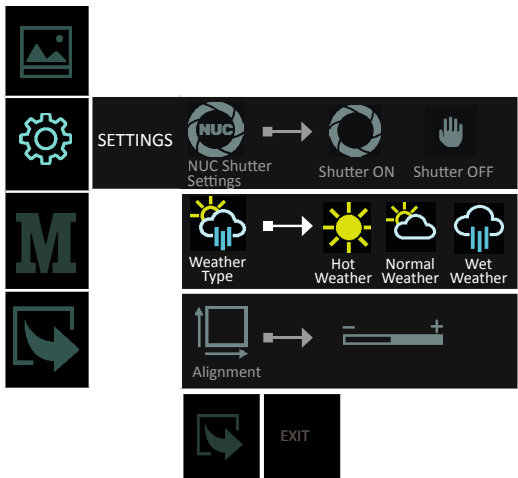 SETTINGS
NUC
NUC Shutter
Settings
Shutter ON
Shutter OFF
M
Weather
Type
Hot
Weather
Normal
Weather
Wet
Weather
- +
Alignment
EXIT